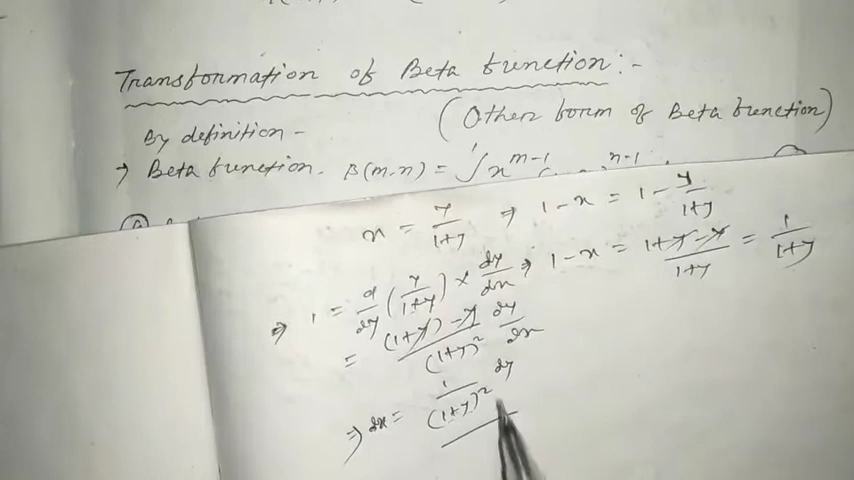 Transformation of Beta function :-
(Other form of Beta function)
By definition -
→ Beta function. β(m.n) = ∫ x^{m-1} ( ^{n-1}
x = y/(1+y) ⇒ 1-x = 1 - y/(1+y)
⇒ 1 = d/dy (y/(1+y)) × dy/dx ⇒ 1-x = (1+y-y)/(1+y) = 1/(1+y)
= ((1+y) - y)/(1+y)² dy/dx
⇒ dx = 1/(1+y)² dy